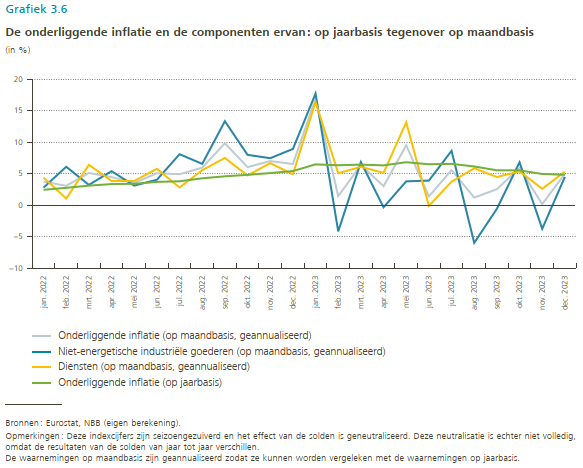 Grafiek 3.6
De onderliggende inflatie en de componenten ervan: op jaarbasis tegenover op maandbasis
(in %)
20
15
10
5
0
−5
−10
jan. 2022
feb. 2022
mrt. 2022
apr. 2022
mei 2022
jun. 2022
jul. 2022
aug. 2022
sep. 2022
okt. 2022
nov. 2022
dec. 2022
jan. 2023
feb. 2023
mrt. 2023
apr. 2023
mei 2023
jun. 2023
jul. 2023
aug. 2023
sep. 2023
okt. 2023
nov. 2023
dec. 2023
Onderliggende inflatie (op maandbasis, geannualiseerd)
Niet-energetische industriële goederen (op maandbasis, geannualiseerd)
Diensten (op maandbasis, geannualiseerd)
Onderliggende inflatie (op jaarbasis)
Bronnen: Eurostat, NBB (eigen berekening).
Opmerkingen: Deze indexcijfers zijn seizoengezuiverd en het effect van de solden is geneutraliseerd. Deze neutralisatie is echter niet volledig,
omdat de resultaten van de solden van jaar tot jaar verschillen.
De waarnemingen op maandbasis zijn geannualiseerd zodat ze kunnen worden vergeleken met de waarnemingen op jaarbasis.